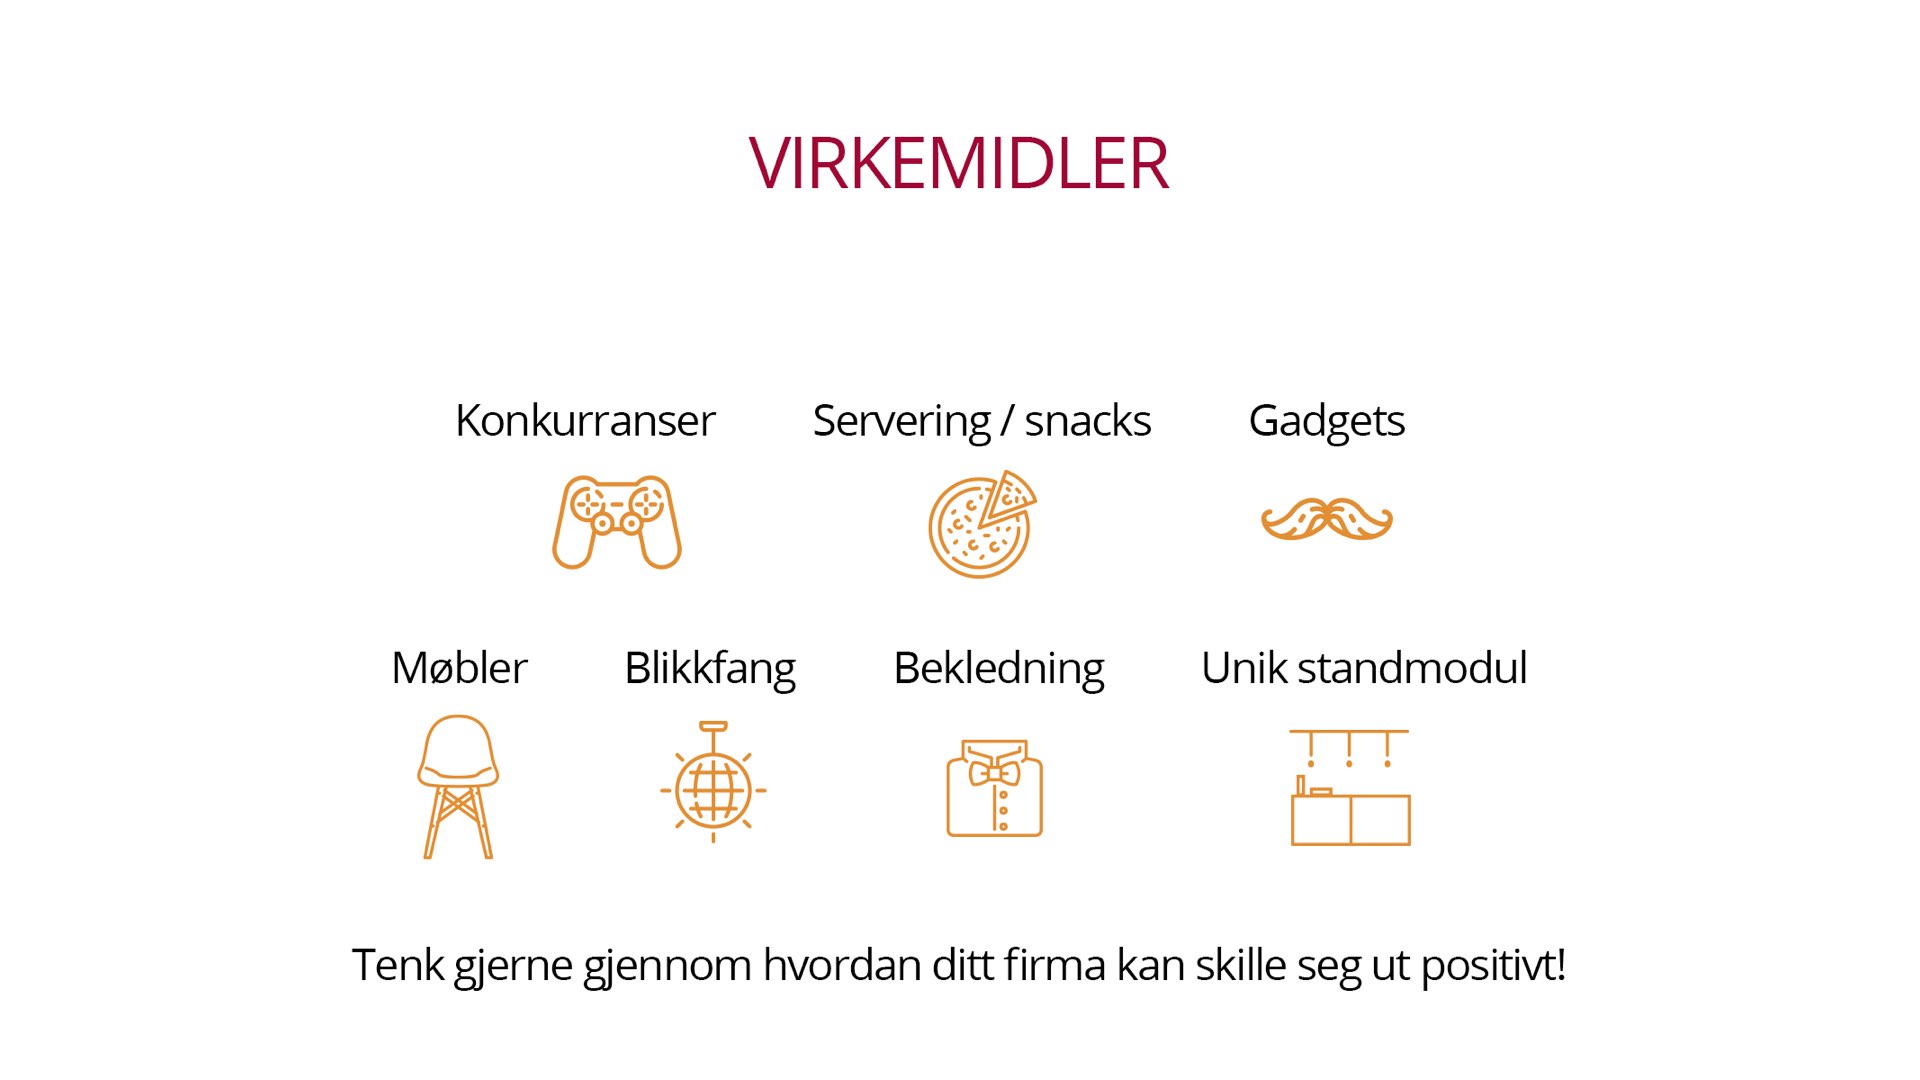 VIRKEMIDLER
Konkurranser Servering / snacks Gadgets
Møbler Blikkfang Bekledning Unik standmodul
Tenk gjerne gjennom hvordan ditt firma kan skille seg ut positivt!